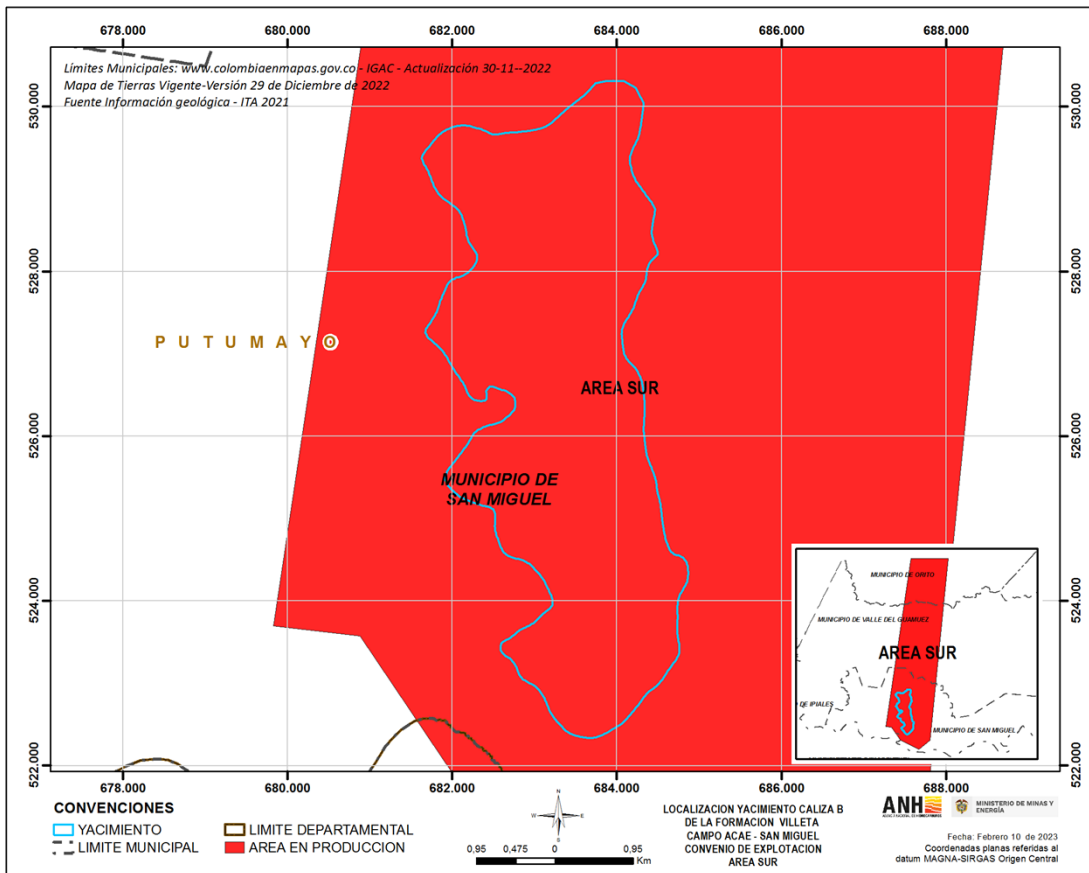 678.000 680.000 682.000 684.000 686.000 688.000
Límites Municipales: www.colombiaenmapas.gov.co - IGAC - Actualización 30-11--2022
Mapa de Tierras Vigente-Versión 29 de Diciembre de 2022
Fuente Información geológica - ITA 2021
530.000 530.000
528.000 528.000
PUTUMAYO
AREA SUR
526.000 526.000
MUNICIPIO DE
SAN MIGUEL
524.000 524.000
MUNICIPIO DE ORITO
MUNICIPIO DE VALLE DEL GUAMUEZ
AREA SUR
DE IPIALES
MUNICIPIO DE SAN MIGUEL
522.000 522.000
678.000 680.000 682.000 684.000 686.000 688.000
CONVENCIONES
YACIMIENTO
LIMITE MUNICIPAL
LIMITE DEPARTAMENTAL
AREA EN PRODUCCION
N
W E
S
0,95 0,475 0 0,95
Km
LOCALIZACION YACIMIENTO CALIZA B
DE LA FORMACION VILLETA
CAMPO ACAE - SAN MIGUEL
CONVENIO DE EXPLOTACION
AREA SUR
ANH
MINISTERIO DE MINAS Y
ENERGÍA
Fecha: Febrero 10 de 2023
Coordenadas planas referidas al
datum MAGNA-SIRGAS Origen Central